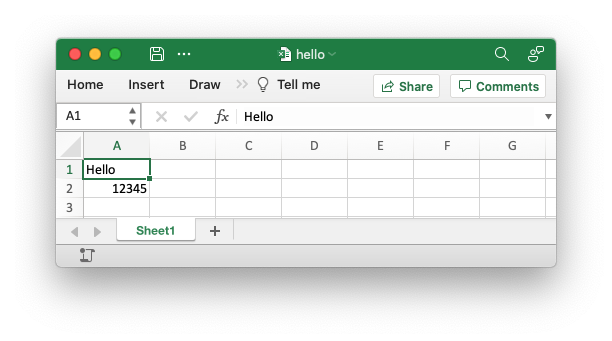 hello
Home Insert Draw Tell me Share Comments
A1 fx Hello
A B C D E F G
1 Hello
2 12345
3
Sheet1 +